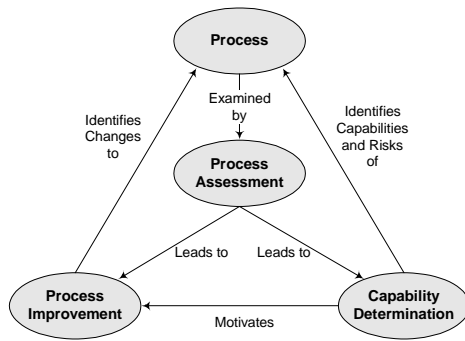 Process
Examined
by
Identifies
Changes
to
Identifies
Capabilities
and Risks
of
Process
Assessment
Leads to
Leads to
Process
Improvement
Capability
Determination
Motivates